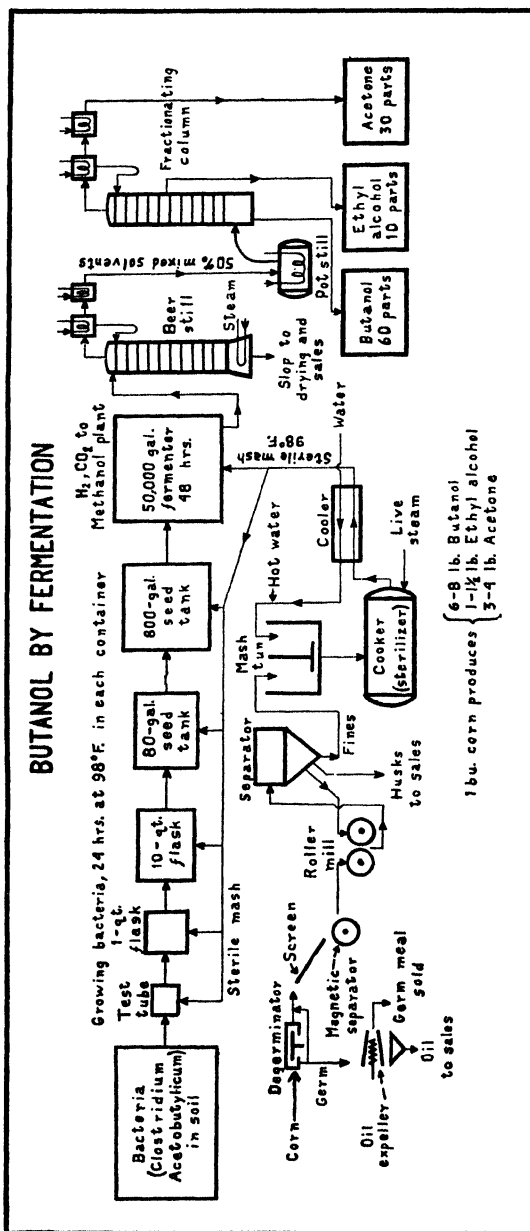 BUTANOL BY FERMENTATION
Growing bacteria, 24 hrs. at 98°F. in each container
Bacteria
(Clostridium
Acetobutylicum)
in soil
Test
tube
1-qt.
flask
10-qt.
flask
80-gal.
seed
tank
800-gal.
seed
tank
H2, CO2 to
Methanol plant
50,000 gal.
fermenter
48 hrs.
Sterile mash
Sterile mash
98°F.
Beer
still
Steam
Slop to
drying and
sales
50% mixed solvents
Pot still
Fractionating
column
Butanol
60 parts
Ethyl
alcohol
10 parts
Acetone
30 parts
Corn
Degerminator
Germ
Screen
Magnetic
separator
Oil
expeller
Germ meal
sold
Oil
to sales
Roller
mill
Separator
Husks
to sales
Fines
Mash
tun
Hot water
Cooler
Water
Cooker
(sterilizer)
Live
steam
1 bu. corn produces
6-8 lb. Butanol
1-1½ lb. Ethyl alcohol
3-4 lb. Acetone